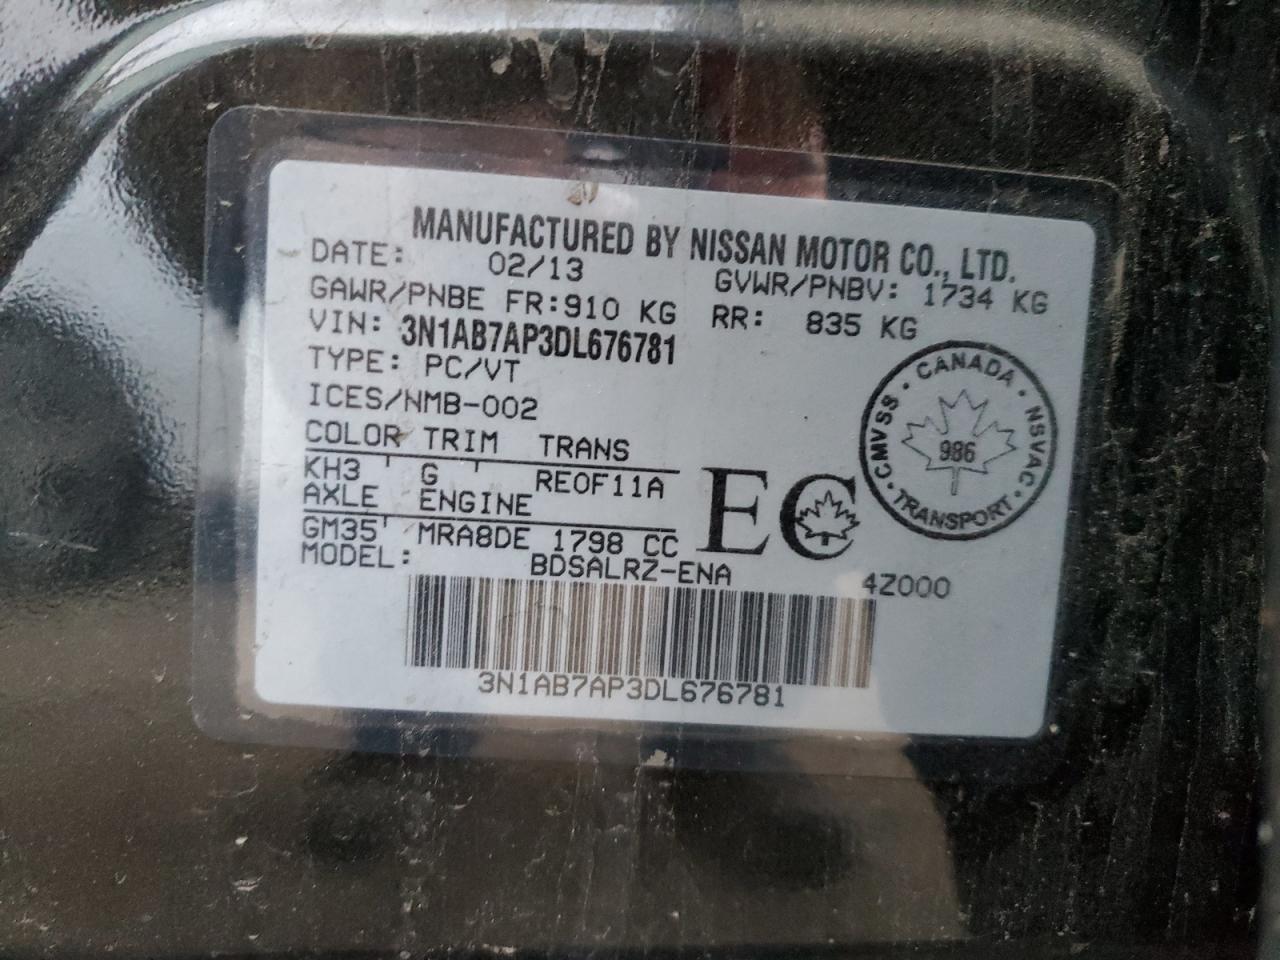 MANUFACTURED BY NISSAN MOTOR CO., LTD.
DATE: 02/13 GVWR/PNBV: 1734 KG
GAWR/PNBE FR:910 KG RR: 835 KG
VIN: 3N1AB7AP3DL676781
TYPE: PC/VT
ICES/NMB-002
COLOR TRIM TRANS
KH3 ' G ' REOF11A
AXLE ENGINE
GM35' MRA8DE 1798 CC
MODEL: BDSALRZ-ENA
EC
CANADA · NSVAC · TRANSPORT · CMVSS ·
986
4Z000
3N1AB7AP3DL676781